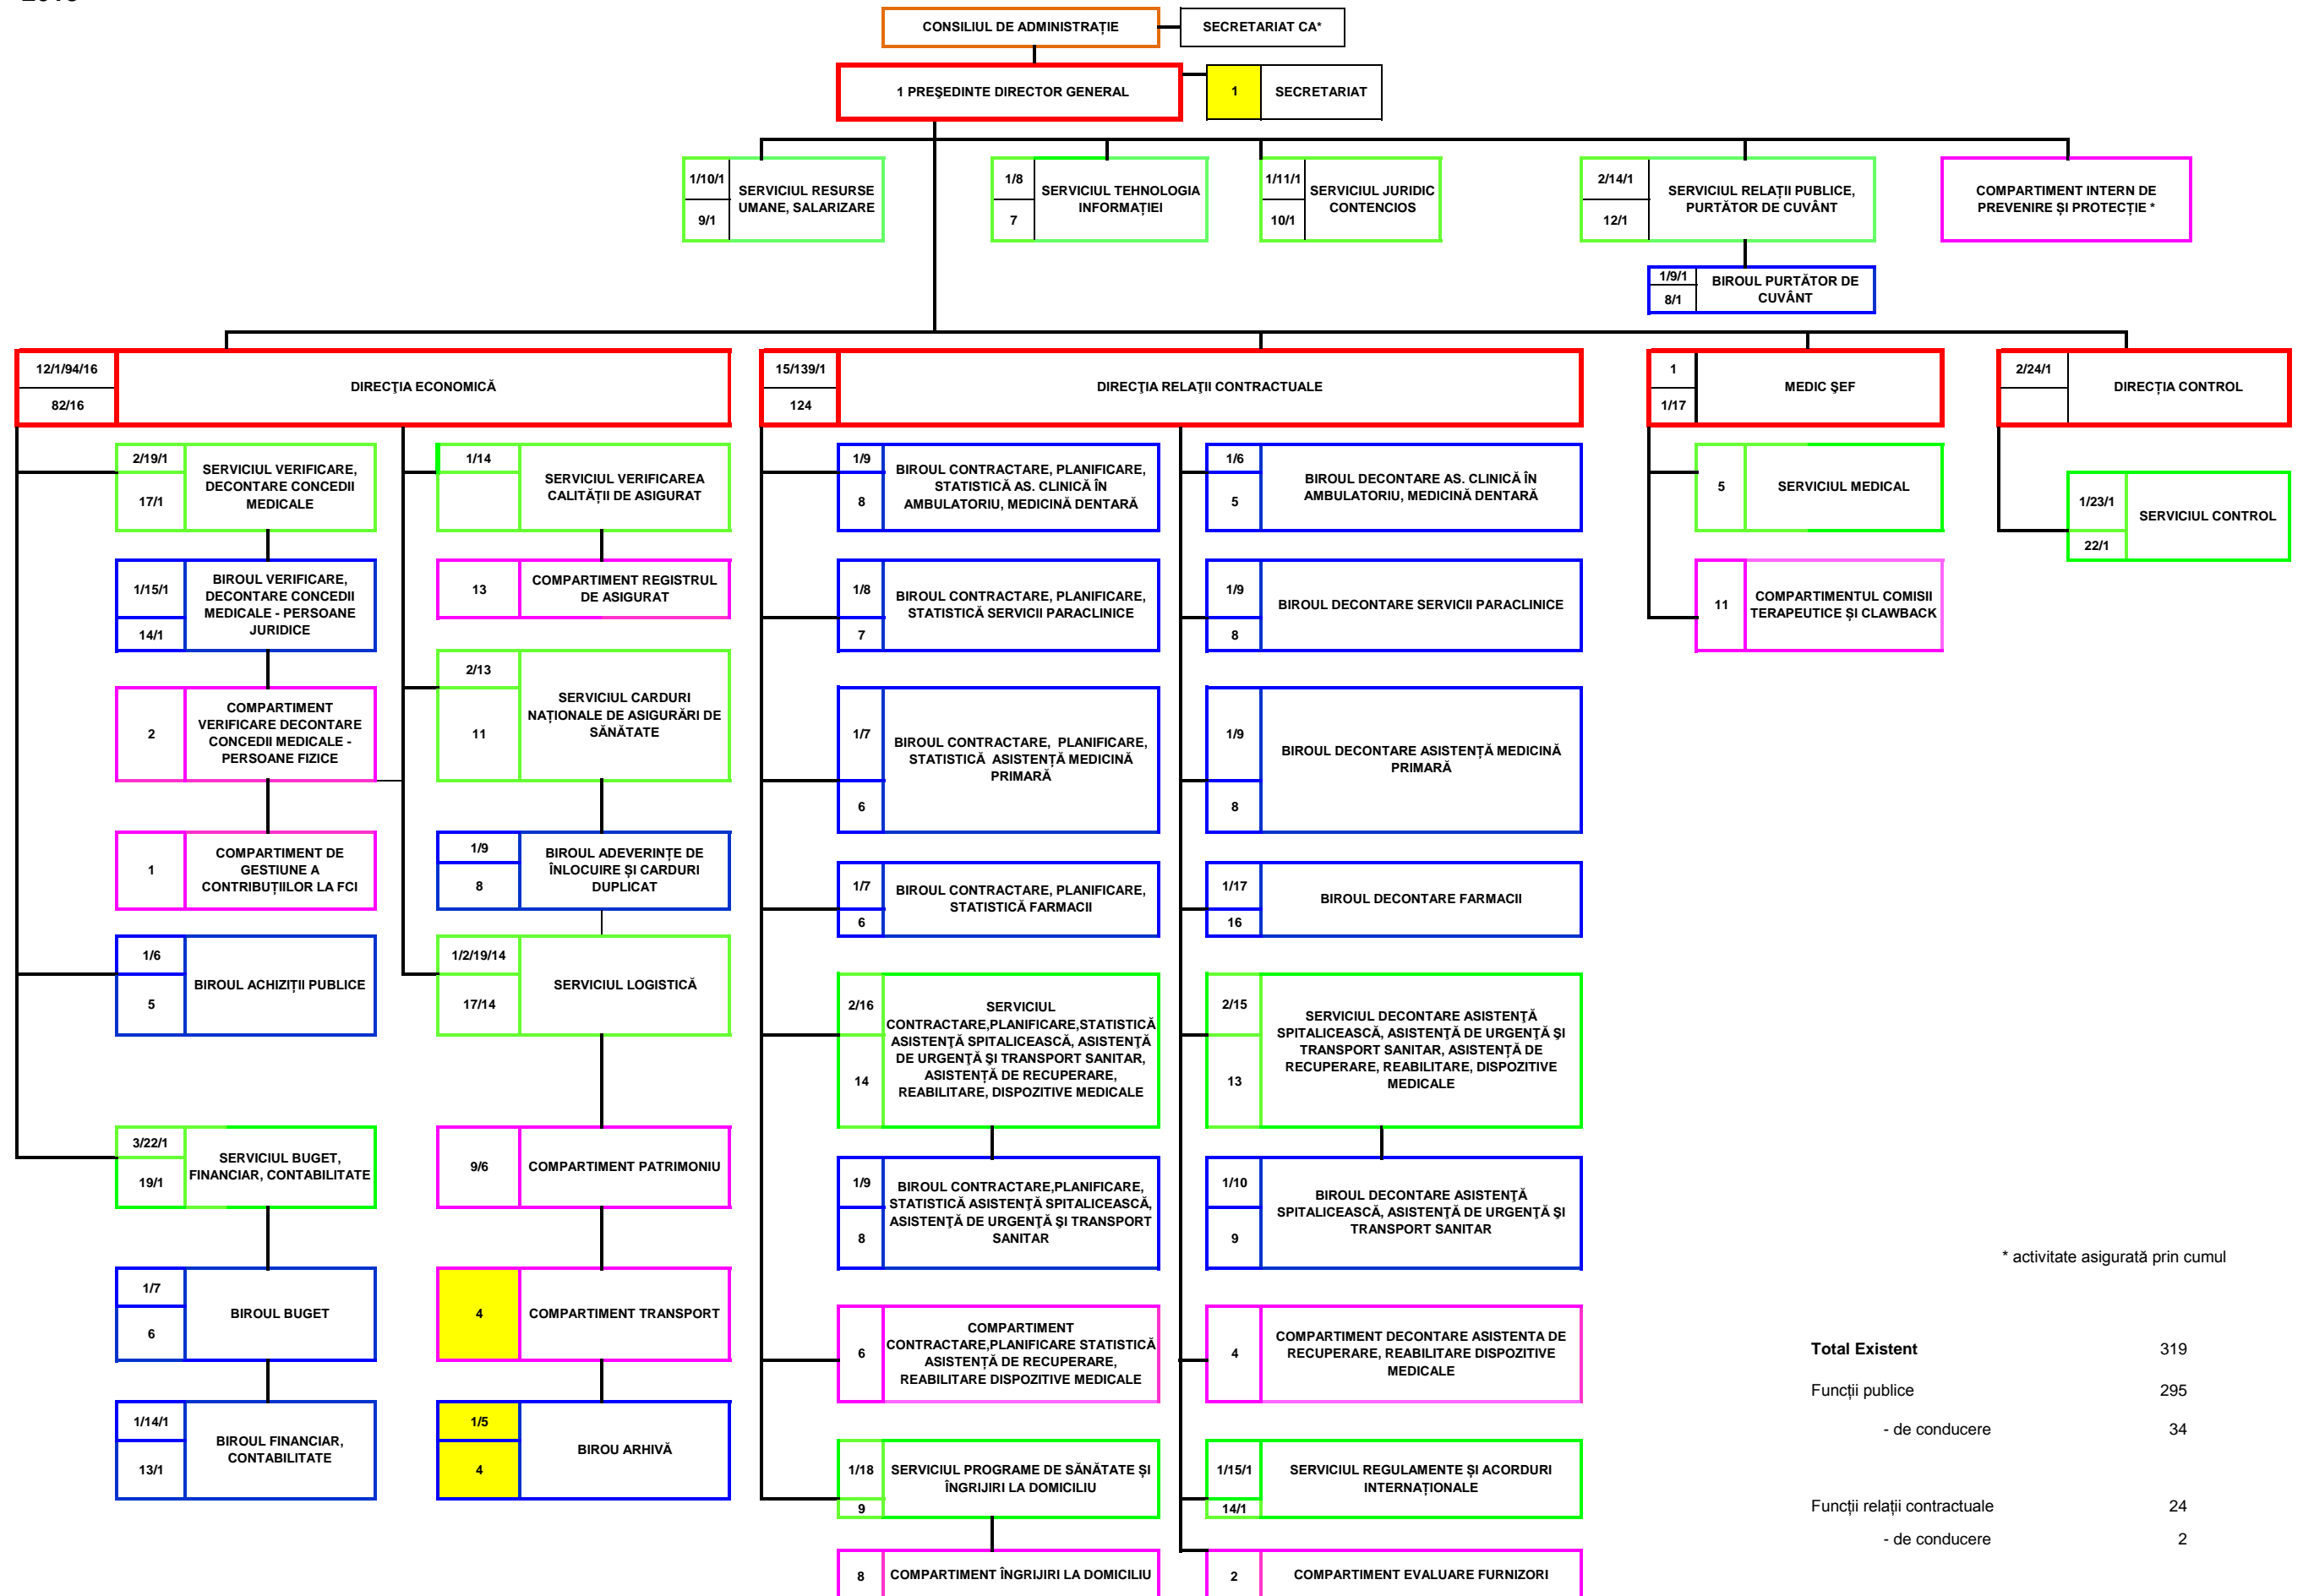 CONSILIUL DE ADMINISTRAȚIE
SECRETARIAT CA*
1 PREŞEDINTE DIRECTOR GENERAL
1
SECRETARIAT
1/10/1
9/1
SERVICIUL RESURSE
UMANE, SALARIZARE
1/8
7
SERVICIUL TEHNOLOGIA
INFORMAȚIEI
1/11/1
10/1
SERVICIUL JURIDIC
CONTENCIOS
2/14/1
12/1
SERVICIUL RELAȚII PUBLICE,
PURTĂTOR DE CUVÂNT
COMPARTIMENT INTERN DE
PREVENIRE ȘI PROTECȚIE *
1/9/1
8/1
BIROUL PURTĂTOR DE
CUVÂNT
12/1/94/16
82/16
DIRECŢIA ECONOMICĂ
15/139/1
124
DIRECŢIA RELAŢII CONTRACTUALE
1
1/17
MEDIC ŞEF
2/24/1
DIRECȚIA CONTROL
2/19/1
17/1
SERVICIUL VERIFICARE,
DECONTARE CONCEDII
MEDICALE
1/14
SERVICIUL VERIFICAREA
CALITĂȚII DE ASIGURAT
1/9
8
BIROUL CONTRACTARE, PLANIFICARE,
STATISTICĂ AS. CLINICĂ ÎN
AMBULATORIU, MEDICINĂ DENTARĂ
1/6
5
BIROUL DECONTARE AS. CLINICĂ ÎN
AMBULATORIU, MEDICINĂ DENTARĂ
5
SERVICIUL MEDICAL
1/23/1
22/1
SERVICIUL CONTROL
1/15/1
14/1
BIROUL VERIFICARE,
DECONTARE CONCEDII
MEDICALE - PERSOANE
JURIDICE
13
COMPARTIMENT REGISTRUL
DE ASIGURAT
1/8
7
BIROUL CONTRACTARE, PLANIFICARE,
STATISTICĂ SERVICII PARACLINICE
1/9
8
BIROUL DECONTARE SERVICII PARACLINICE
11
COMPARTIMENTUL COMISII
TERAPEUTICE ȘI CLAWBACK
2
COMPARTIMENT
VERIFICARE DECONTARE
CONCEDII MEDICALE -
PERSOANE FIZICE
2/13
11
SERVICIUL CARDURI
NAȚIONALE DE ASIGURĂRI DE
SĂNĂTATE
1/7
6
BIROUL CONTRACTARE, PLANIFICARE,
STATISTICĂ ASISTENȚĂ MEDICINĂ
PRIMARĂ
1/9
8
BIROUL DECONTARE ASISTENȚĂ MEDICINĂ
PRIMARĂ
1
COMPARTIMENT DE
GESTIUNE A
CONTRIBUȚIILOR LA FCI
1/9
8
BIROUL ADEVERINȚE DE
ÎNLOCUIRE ȘI CARDURI
DUPLICAT
1/7
6
BIROUL CONTRACTARE, PLANIFICARE,
STATISTICĂ FARMACII
1/17
16
BIROUL DECONTARE FARMACII
1/6
5
BIROUL ACHIZIȚII PUBLICE
1/2/19/14
17/14
SERVICIUL LOGISTICĂ
2/16
14
SERVICIUL
CONTRACTARE,PLANIFICARE,STATISTICĂ
ASISTENŢĂ SPITALICEASCĂ, ASISTENŢĂ
DE URGENŢĂ ŞI TRANSPORT SANITAR,
ASISTENȚĂ DE RECUPERARE,
REABILITARE, DISPOZITIVE MEDICALE
2/15
13
SERVICIUL DECONTARE ASISTENŢĂ
SPITALICEASCĂ, ASISTENŢĂ DE URGENŢĂ ŞI
TRANSPORT SANITAR, ASISTENȚĂ DE
RECUPERARE, REABILITARE, DISPOZITIVE
MEDICALE
3/22/1
19/1
SERVICIUL BUGET,
FINANCIAR, CONTABILITATE
9/6
COMPARTIMENT PATRIMONIU
1/9
8
BIROUL CONTRACTARE,PLANIFICARE,
STATISTICĂ ASISTENŢĂ SPITALICEASCĂ,
ASISTENŢĂ DE URGENŢĂ ŞI TRANSPORT
SANITAR
1/10
9
BIROUL DECONTARE ASISTENŢĂ
SPITALICEASCĂ, ASISTENŢĂ DE URGENŢĂ ŞI
TRANSPORT SANITAR
* activitate asigurată prin cumul
1/7
6
BIROUL BUGET
4
COMPARTIMENT TRANSPORT
6
COMPARTIMENT
CONTRACTARE,PLANIFICARE STATISTICĂ
ASISTENȚĂ DE RECUPERARE,
REABILITARE DISPOZITIVE MEDICALE
4
COMPARTIMENT DECONTARE ASISTENTA DE
RECUPERARE, REABILITARE DISPOZITIVE
MEDICALE
Total Existent 319
Funcții publice 295
- de conducere 34
1/14/1
13/1
BIROUL FINANCIAR,
CONTABILITATE
1/5
4
BIROU ARHIVĂ
1/18
9
SERVICIUL PROGRAME DE SĂNĂTATE ȘI
ÎNGRIJIRI LA DOMICILIU
1/15/1
14/1
SERVICIUL REGULAMENTE ȘI ACORDURI
INTERNAȚIONALE
Funcții relații contractuale 24
- de conducere 2
8
COMPARTIMENT ÎNGRIJIRI LA DOMICILIU
2
COMPARTIMENT EVALUARE FURNIZORI